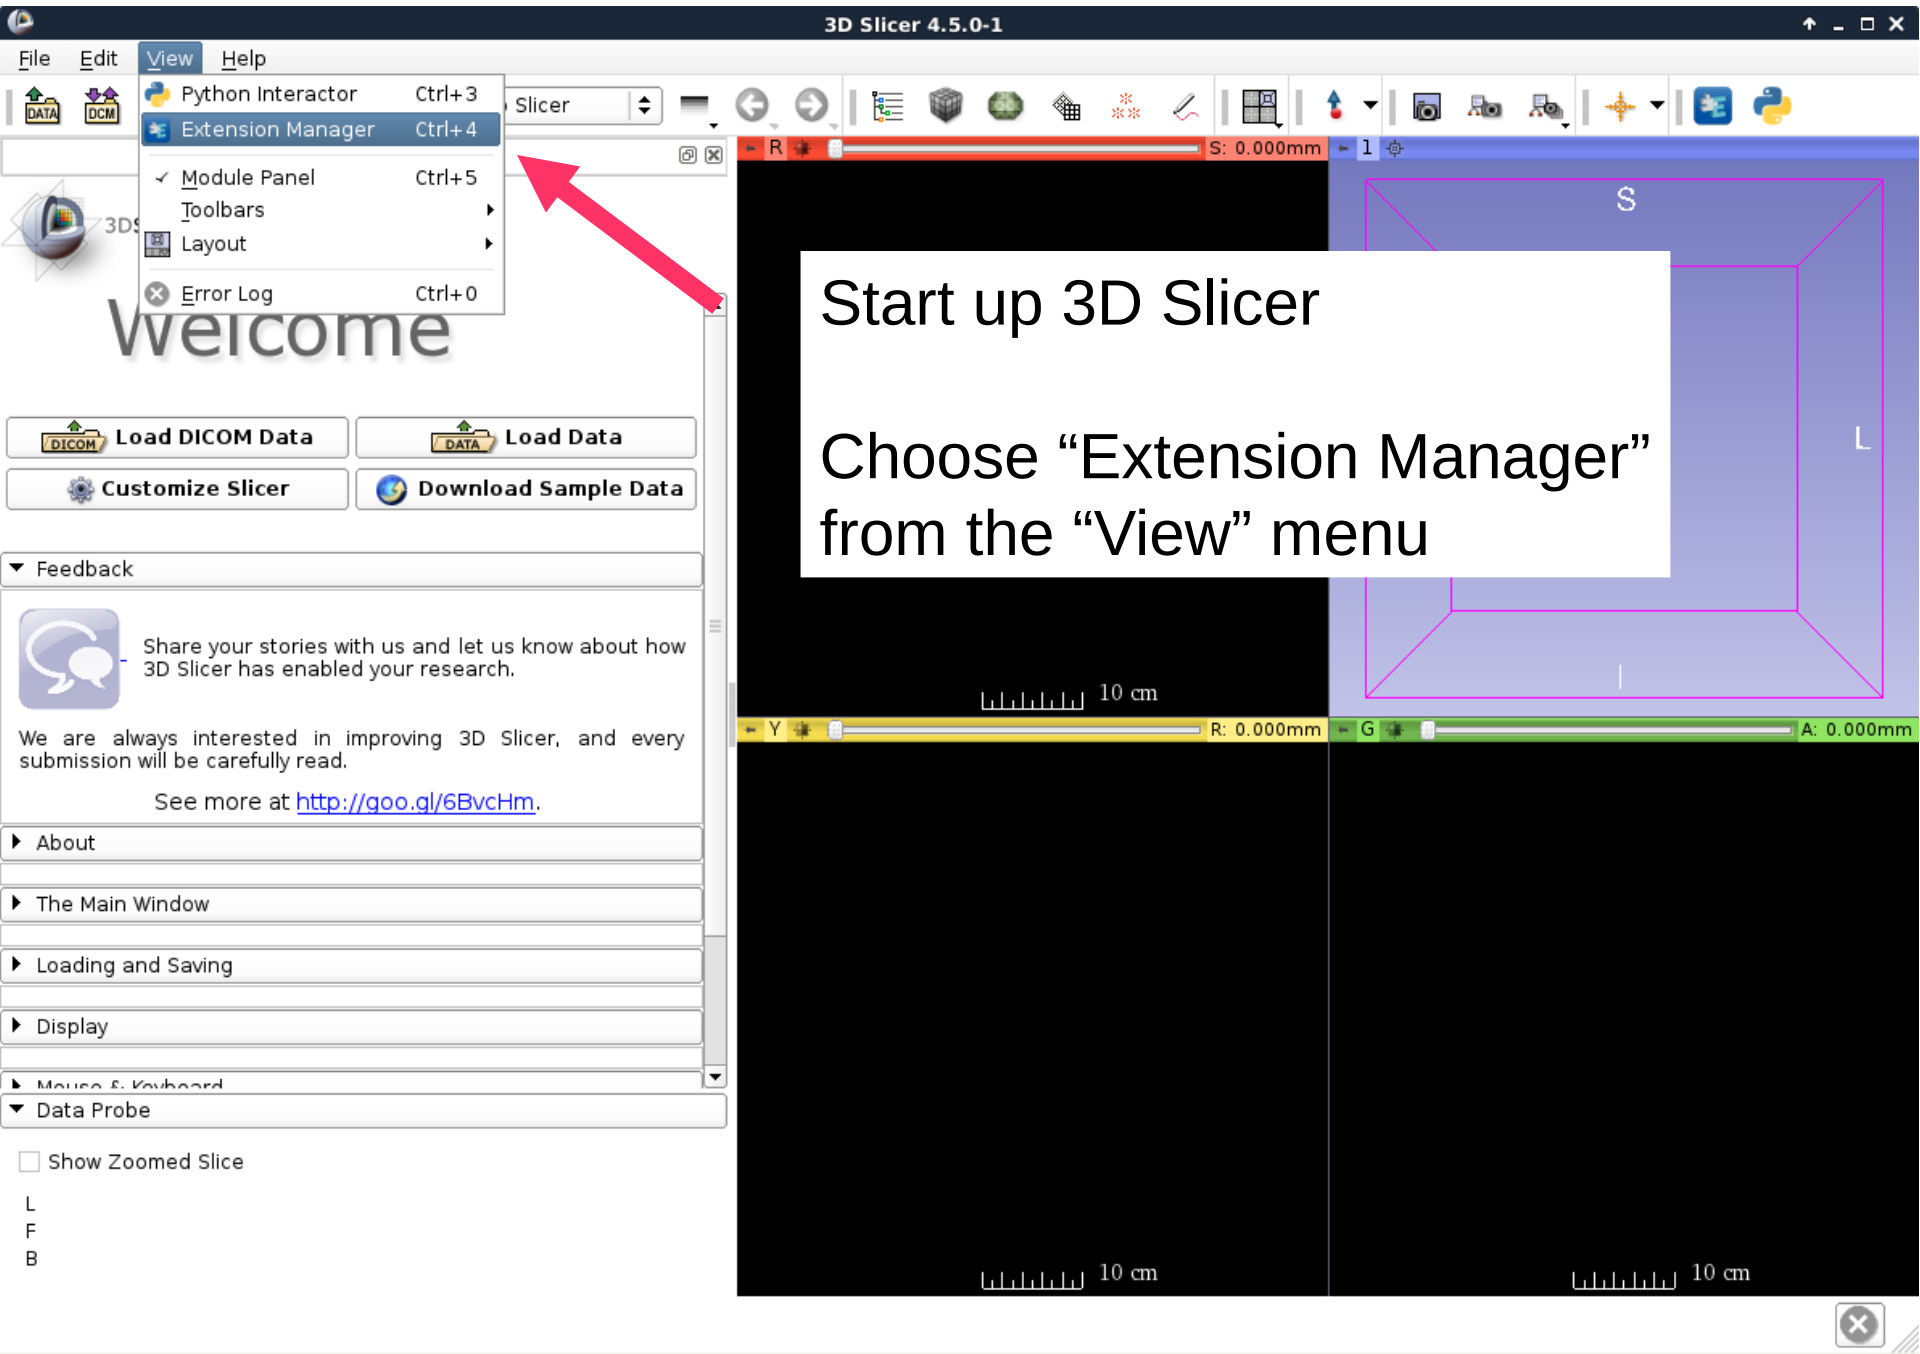 3D Slicer 4.5.0-1
File Edit View Help
DATA DCM Slicer
Python Interactor Ctrl+3
Extension Manager Ctrl+4
Module Panel Ctrl+5
Toolbars
Layout
Error Log Ctrl+0
R S: 0.000mm
1
S
L
I
Welcome
Start up 3D Slicer
Choose “Extension Manager”
from the “View” menu
DICOM Load DICOM Data
DATA Load Data
Customize Slicer
Download Sample Data
Feedback
Share your stories with us and let us know about how
3D Slicer has enabled your research.
We are always interested in improving 3D Slicer, and every
submission will be carefully read.
See more at http://goo.gl/6BvcHm.
About
The Main Window
Loading and Saving
Display
Mouse & Keyboard
Data Probe
Show Zoomed Slice
L
F
B
10 cm
Y R: 0.000mm
G A: 0.000mm
10 cm
10 cm